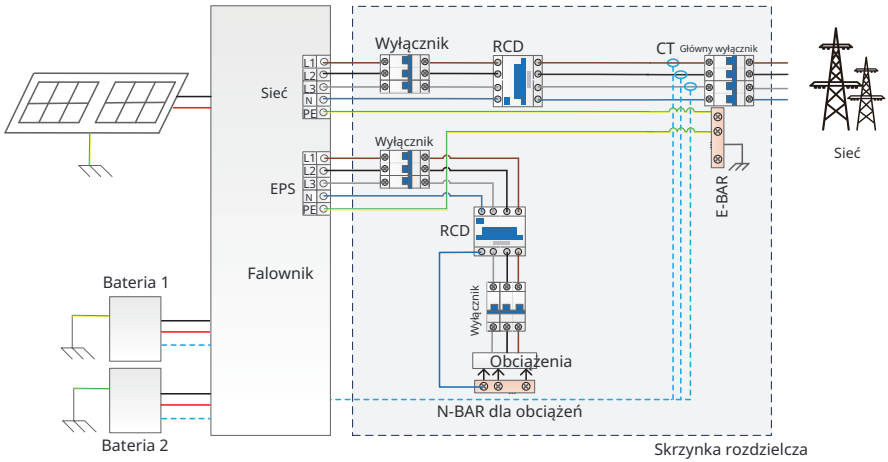 Wyłącznik
RCD
CT
Główny wyłącznik
L1
L2
L3
N
PE
Sieć
Sieć
Wyłącznik
L1
L2
L3
N
PE
EPS
E-BAR
RCD
Falownik
Bateria 1
Wyłącznik
Obciążenia
N-BAR dla obciążeń
Bateria 2
Skrzynka rozdzielcza